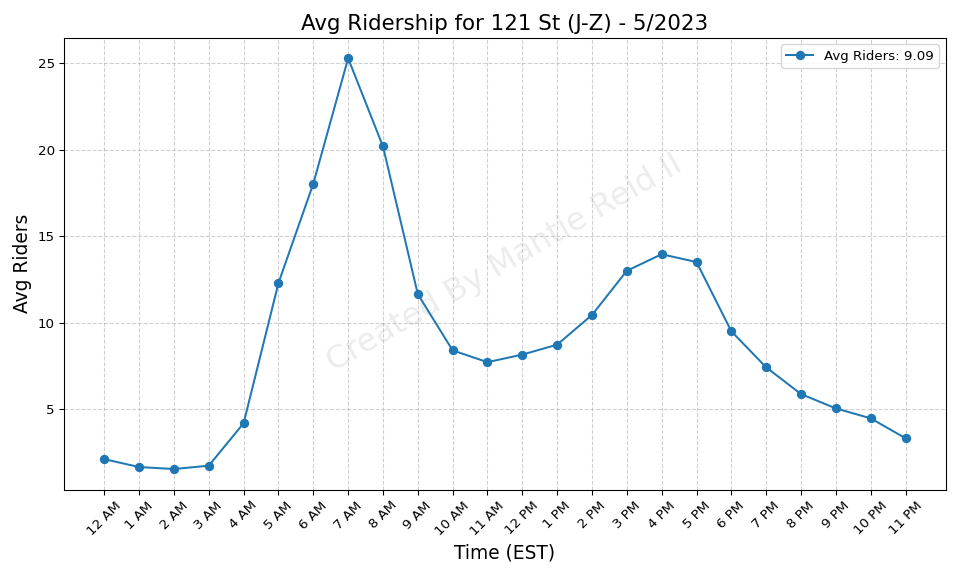 Avg Ridership for 121 St (J-Z) - 5/2023
Avg Riders: 9.09
Avg Riders
25
20
15
10
5
Created By Mantie Reid II
12 AM
1 AM
2 AM
3 AM
4 AM
5 AM
6 AM
7 AM
8 AM
9 AM
10 AM
11 AM
12 PM
1 PM
2 PM
3 PM
4 PM
5 PM
6 PM
7 PM
8 PM
9 PM
10 PM
11 PM
Time (EST)